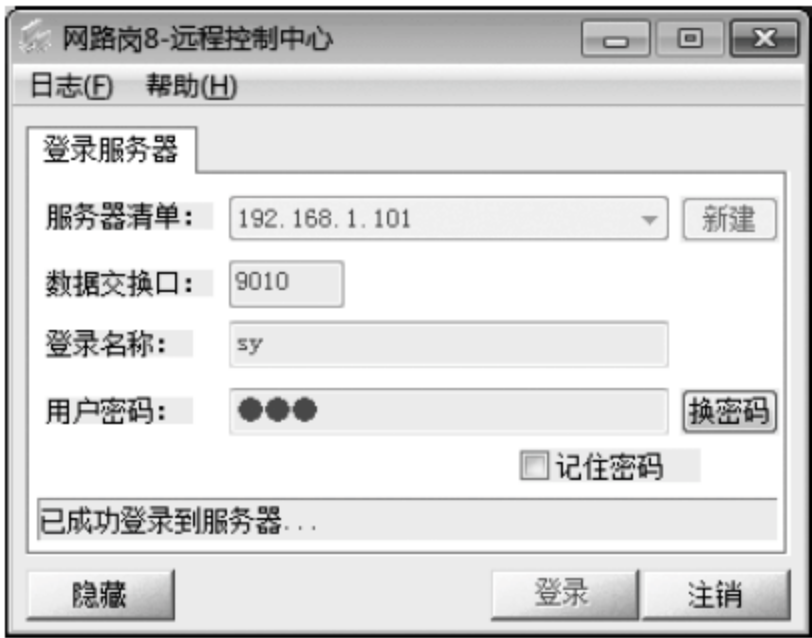 网路岗8-远程控制中心
日志(F) 帮助(H)
登录服务器
服务器清单： 192.168.1.101 新建
数据交换口： 9010
登录名称： sy
用户密码： ●●● 换密码
记住密码
已成功登录到服务器...
隐藏 登录 注销